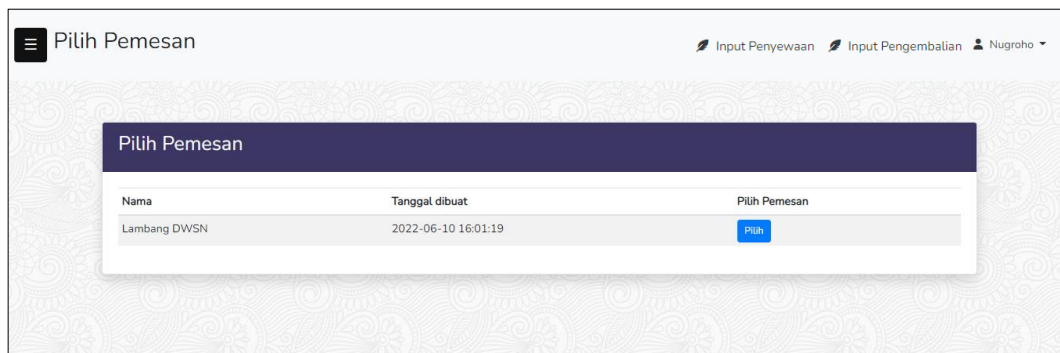 Pilih Pemesan
Input Penyewaan Input Pengembalian Nugroho
Pilih Pemesan
Nama Tanggal dibuat Pilih Pemesan
Lambang DWSN 2022-06-10 16:01:19 Pilih